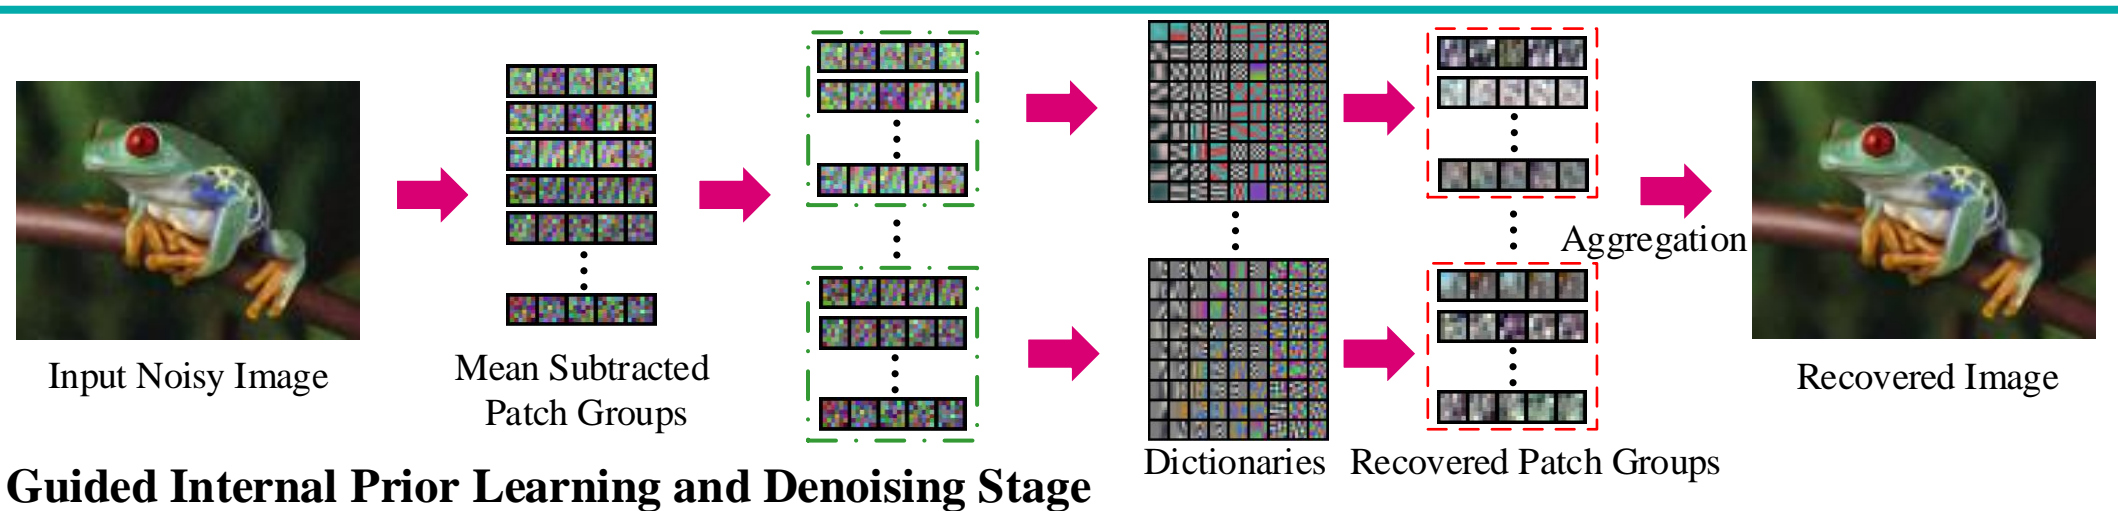 Input Noisy Image
Mean Subtracted
Patch Groups
Dictionaries
Recovered Patch Groups
Aggregation
Recovered Image
Guided Internal Prior Learning and Denoising Stage